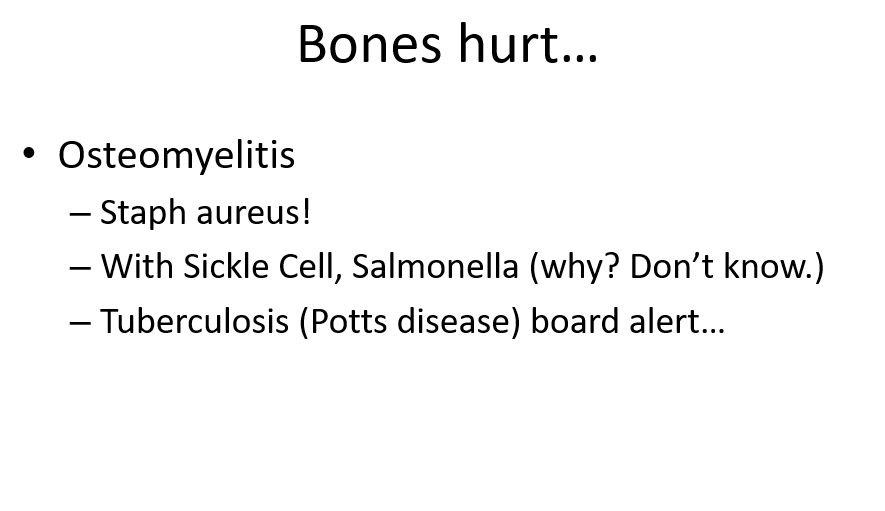 Bones hurt…
• Osteomyelitis
– Staph aureus!
– With Sickle Cell, Salmonella (why? Don’t know.)
– Tuberculosis (Potts disease) board alert…